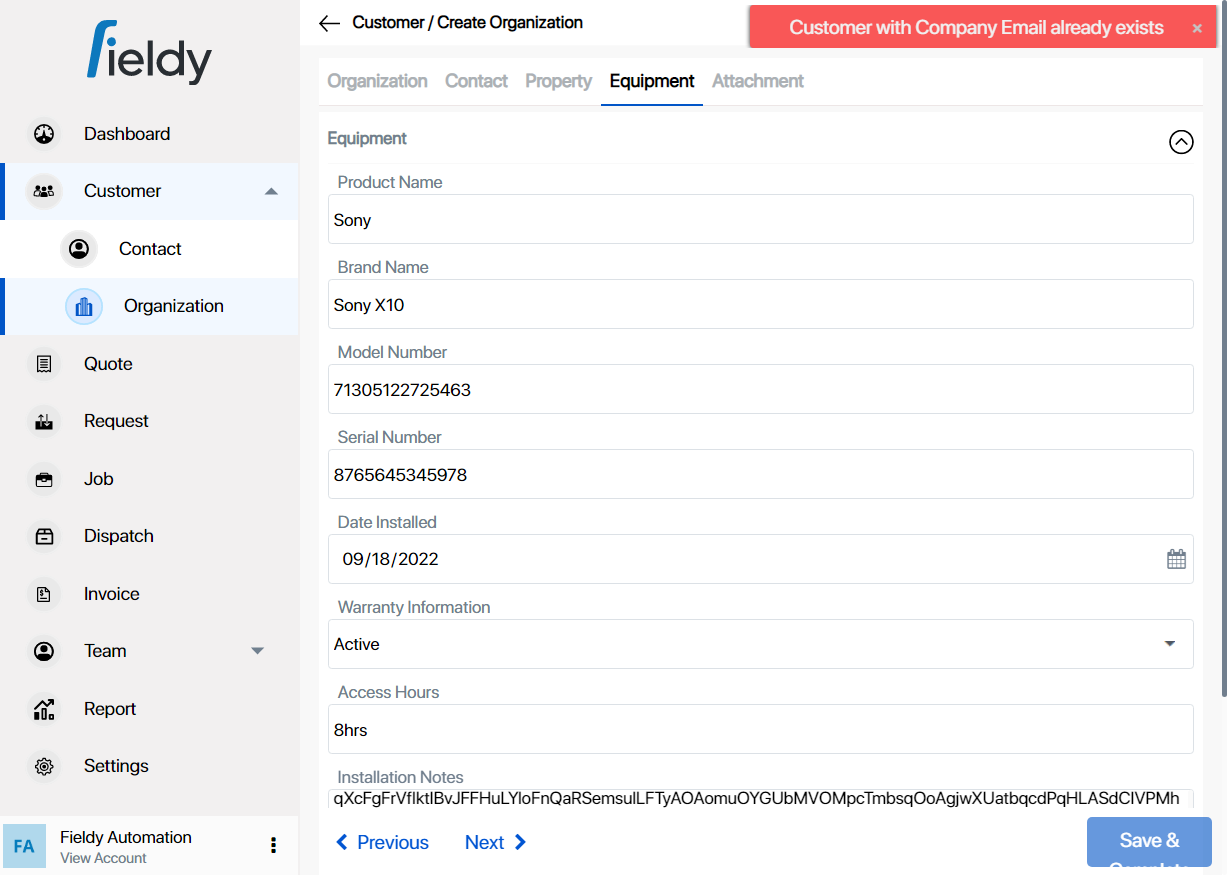 fieldy
Dashboard
Customer
Contact
Organization
Quote
Request
Job
Dispatch
Invoice
Team
Report
Settings
FA
Fieldy Automation
View Account
Customer / Create Organization
Customer with Company Email already exists ×
Organization Contact Property Equipment Attachment
Equipment
Product Name
Sony
Brand Name
Sony X10
Model Number
71305122725463
Serial Number
8765645345978
Date Installed
09/18/2022
Warranty Information
Active
Access Hours
8hrs
Installation Notes
Previous
Next
Save &
Complete